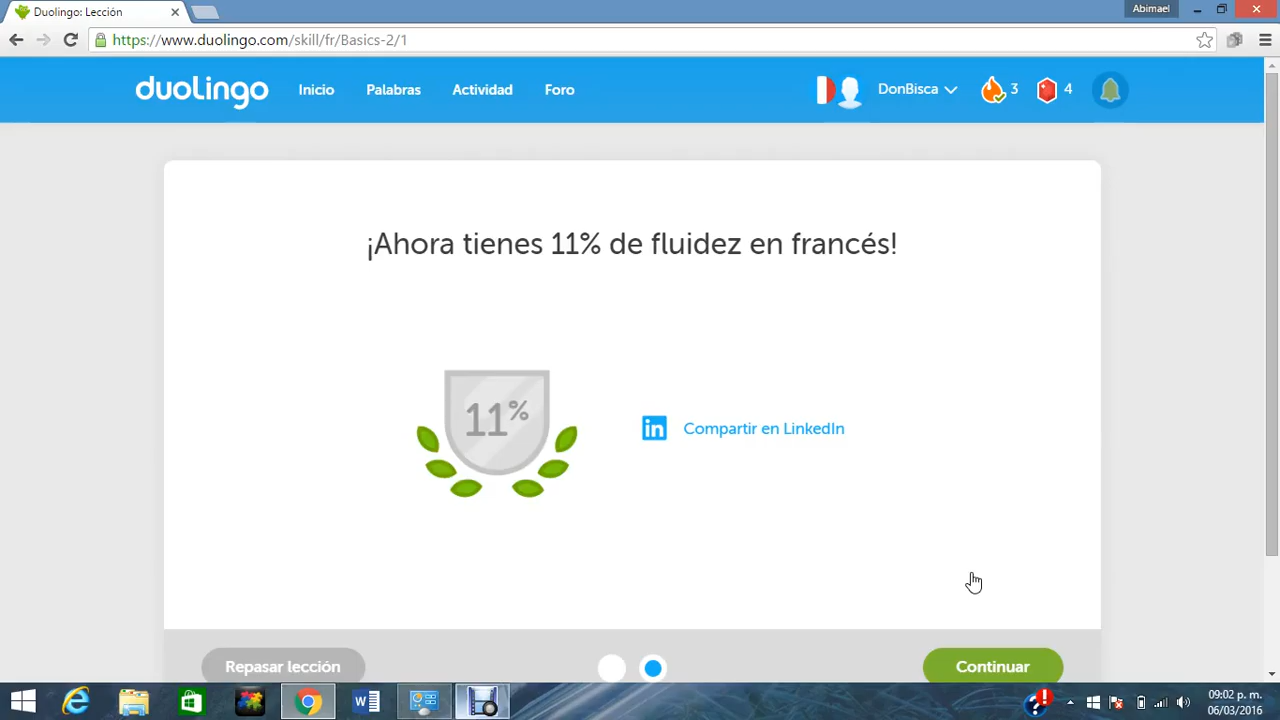 Duolingo: Lección
Abimael
https://www.duolingo.com/skill/fr/Basics-2/1
duolingo
Inicio
Palabras
Actividad
Foro
DonBisca
3
4
¡Ahora tienes 11% de fluidez en francés!
11%
in
Compartir en LinkedIn
Repasar lección
Continuar
09:02 p. m.
06/03/2016